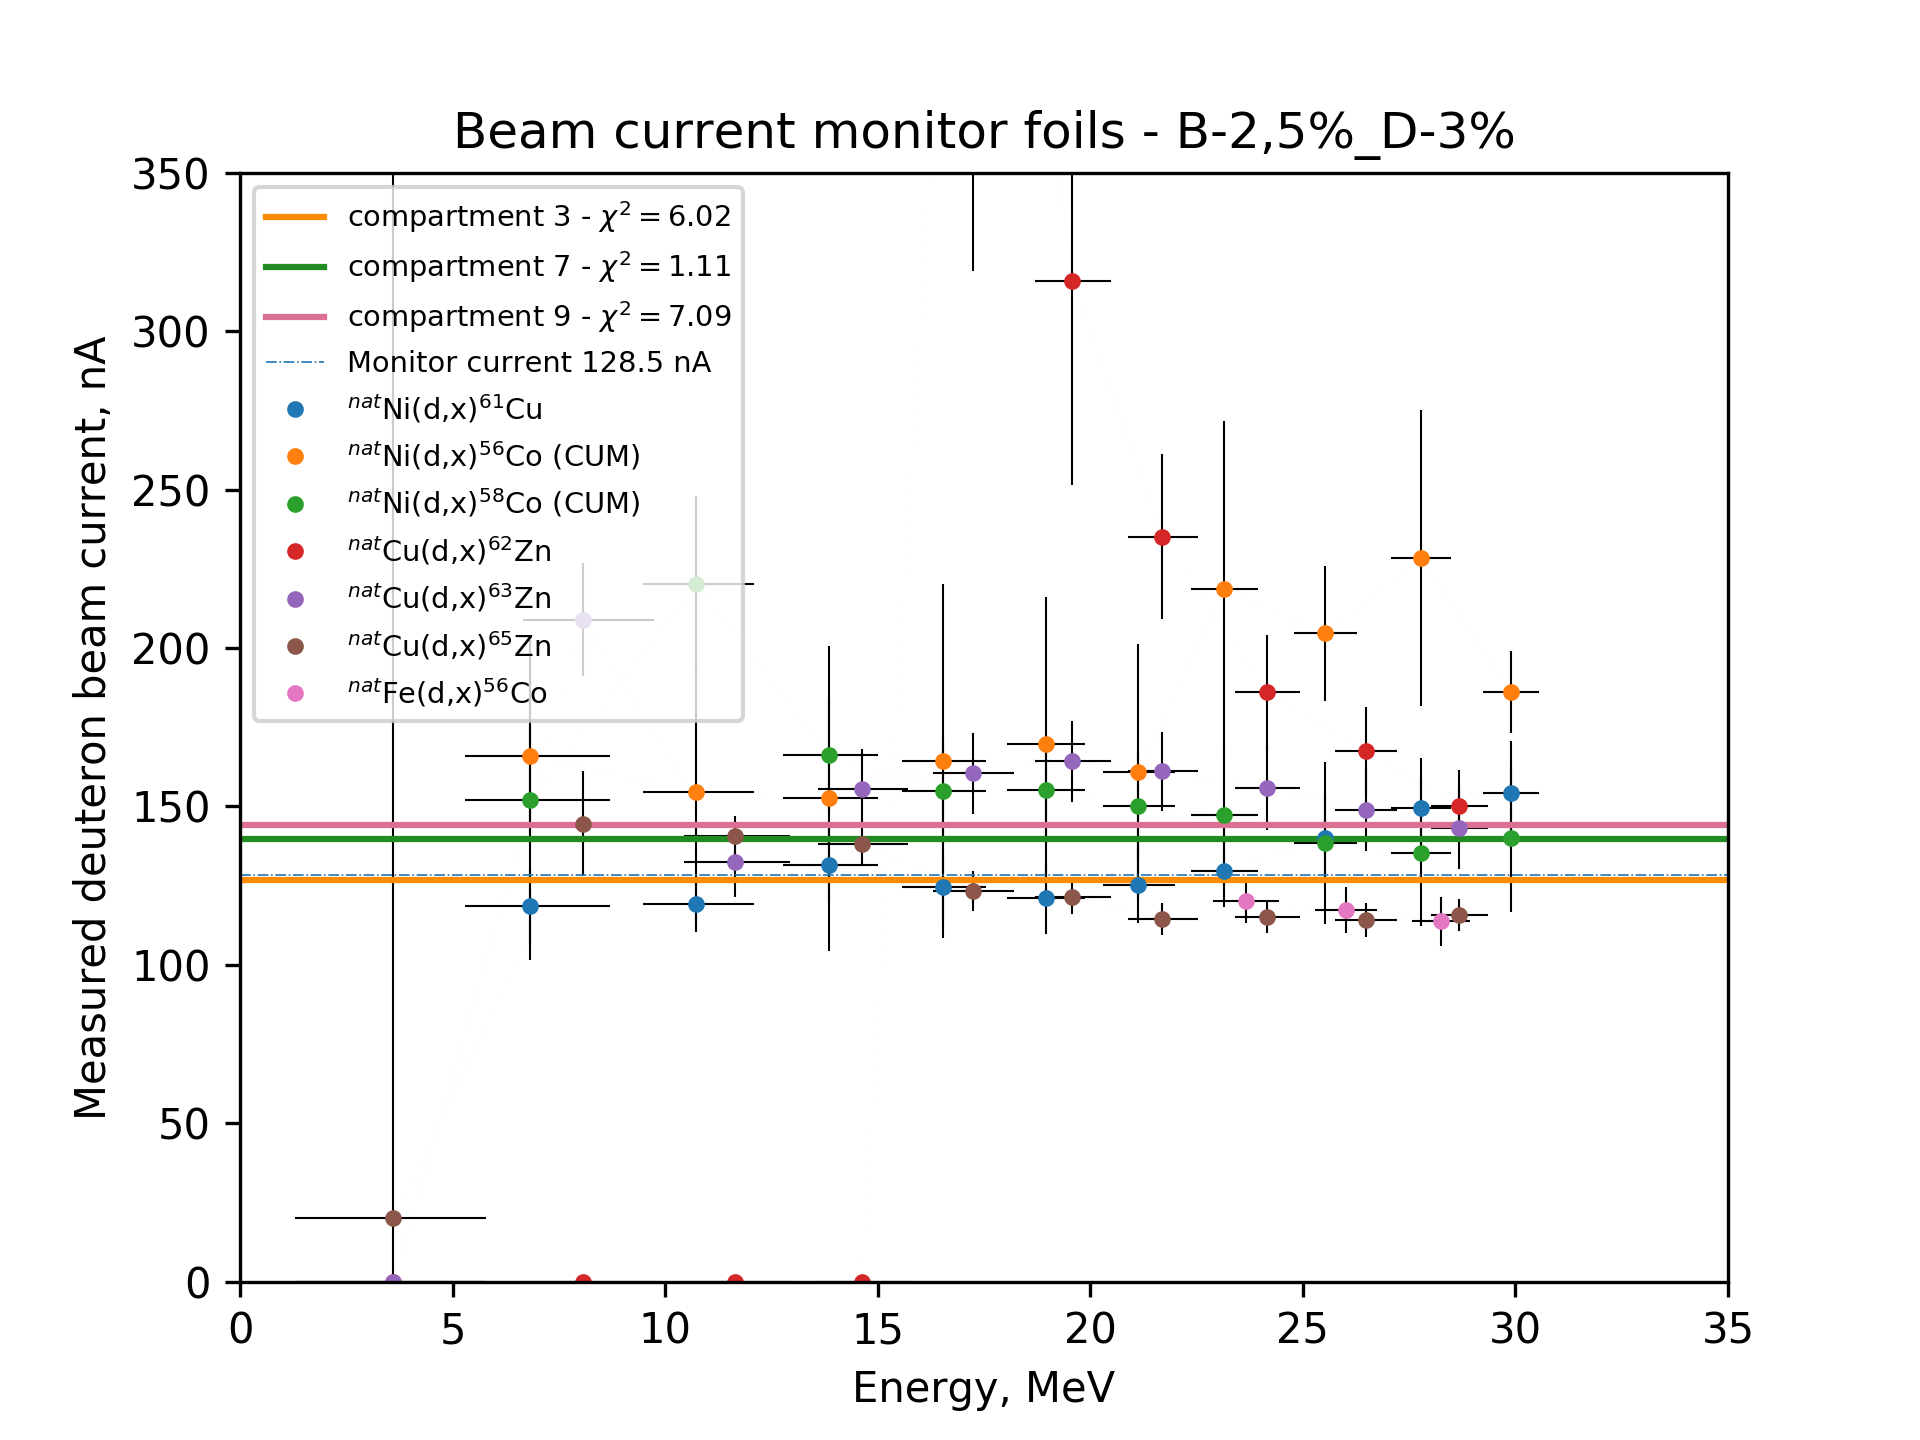 Beam current monitor foils - B-2,5%_D-3%
350
300
250
200
150
100
50
0
Measured deuteron beam current, nA
compartment 3 - χ² = 6.02
compartment 7 - χ² = 1.11
compartment 9 - χ² = 7.09
Monitor current 128.5 nA
ⁿᵃᵗNi(d,x)⁶¹Cu
ⁿᵃᵗNi(d,x)⁵⁶Co (CUM)
ⁿᵃᵗNi(d,x)⁵⁸Co (CUM)
ⁿᵃᵗCu(d,x)⁶²Zn
ⁿᵃᵗCu(d,x)⁶³Zn
ⁿᵃᵗCu(d,x)⁶⁵Zn
ⁿᵃᵗFe(d,x)⁵⁶Co
0 5 10 15 20 25 30 35
Energy, MeV